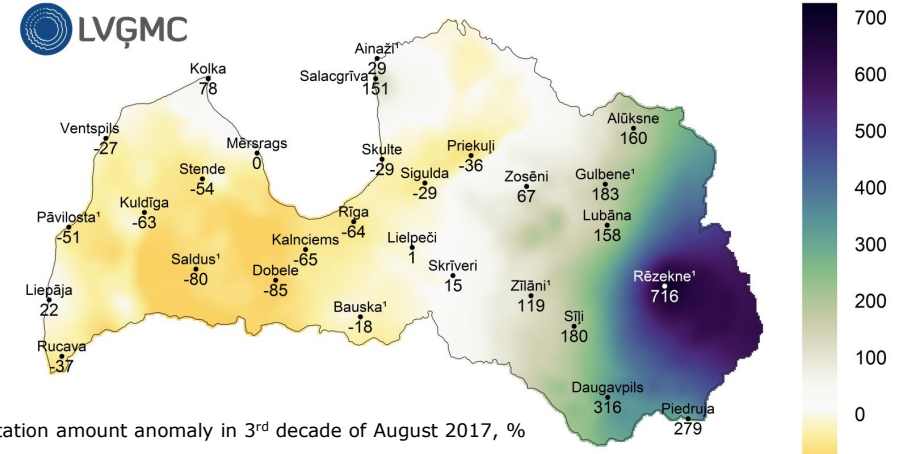 LVĢMC
700
600
500
400
300
200
100
0
Ainaži¹
29
Salacgrīva
151
Kolka
78
Ventspils
-27
Mērsrags
0
Alūksne
160
Skulte
-29
Priekuļi
-36
Stende
-54
Sigulda
-29
Zosēni
67
Gulbene¹
183
Kuldīga
-63
Pāvilosta¹
-51
Rīga
-64
Lubāna
158
Kalnciems
-65
Lielpeči
1
Saldus¹
-80
Dobele
-85
Skrīveri
15
Rēzekne¹
716
Liepāja
22
Zīlāni¹
119
Bauska¹
-18
Sīļi
180
Rucava
-37
Daugavpils
316
Piedruja
279
tation amount anomaly in 3rd decade of August 2017, %